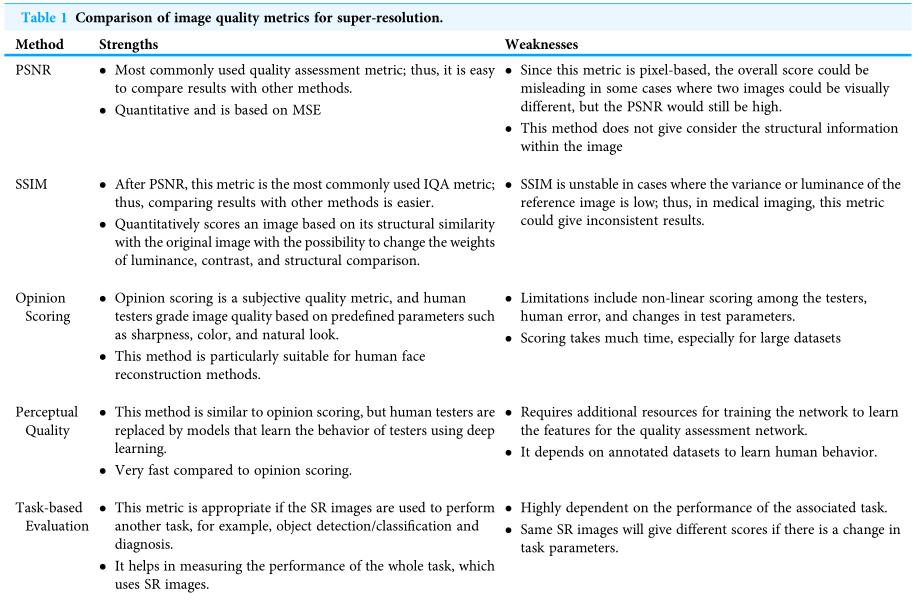 Table 1 Comparison of image quality metrics for super-resolution.
Method Strengths Weaknesses
PSNR
• Most commonly used quality assessment metric; thus, it is easy
to compare results with other methods.
• Quantitative and is based on MSE
• Since this metric is pixel-based, the overall score could be
misleading in some cases where two images could be visually
different, but the PSNR would still be high.
• This method does not give consider the structural information
within the image
SSIM
• After PSNR, this metric is the most commonly used IQA metric;
thus, comparing results with other methods is easier.
• Quantitatively scores an image based on its structural similarity
with the original image with the possibility to change the weights
of luminance, contrast, and structural comparison.
• SSIM is unstable in cases where the variance or luminance of the
reference image is low; thus, in medical imaging, this metric
could give inconsistent results.
Opinion
Scoring
• Opinion scoring is a subjective quality metric, and human
testers grade image quality based on predefined parameters such
as sharpness, color, and natural look.
• This method is particularly suitable for human face
reconstruction methods.
• Limitations include non-linear scoring among the testers,
human error, and changes in test parameters.
• Scoring takes much time, especially for large datasets
Perceptual
Quality
• This method is similar to opinion scoring, but human testers are
replaced by models that learn the behavior of testers using deep
learning.
• Very fast compared to opinion scoring.
• Requires additional resources for training the network to learn
the features for the quality assessment network.
• It depends on annotated datasets to learn human behavior.
Task-based
Evaluation
• This metric is appropriate if the SR images are used to perform
another task, for example, object detection/classification and
diagnosis.
• It helps in measuring the performance of the whole task, which
uses SR images.
• Highly dependent on the performance of the associated task.
• Same SR images will give different scores if there is a change in
task parameters.